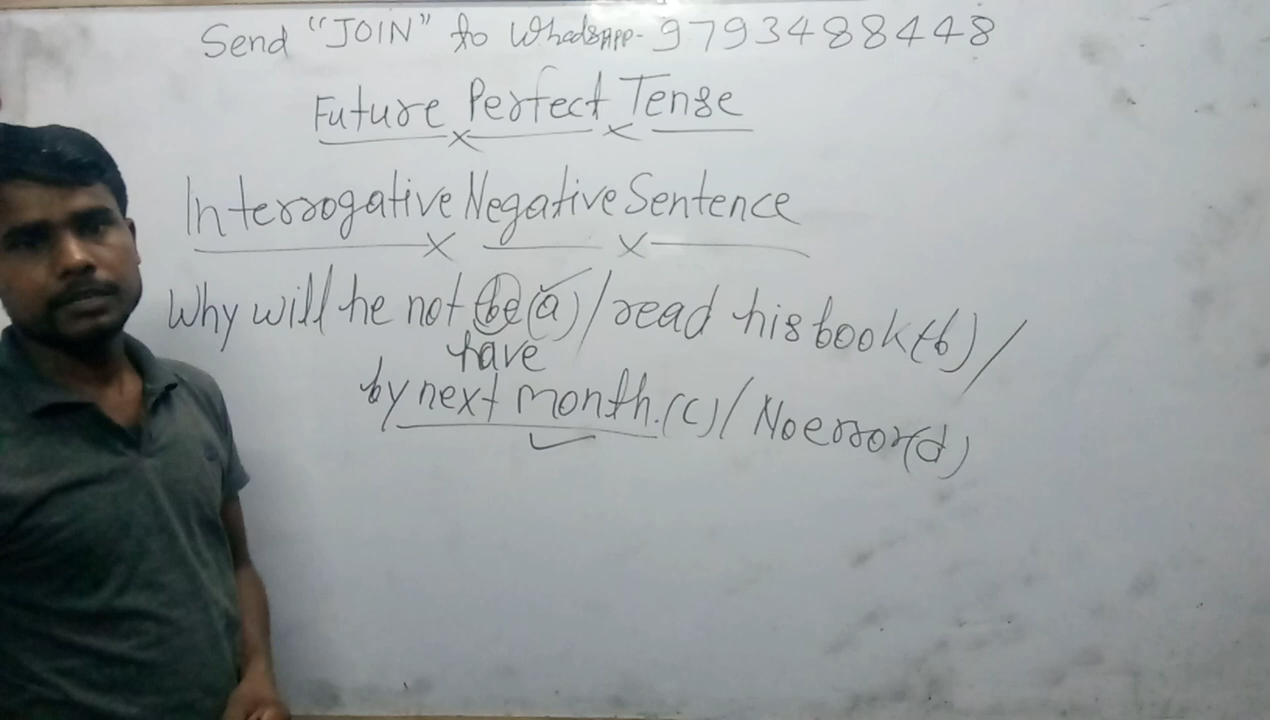 Send "JOIN" to WhadsAPP-9793488448
Future Perfect Tense
Interrogative Negative Sentence
Why will he not be (a) / read his book (b) /
have
by next month. (c) / No error (d)